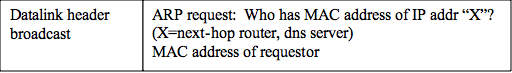 Datalink header
broadcast
ARP request:  Who has MAC address of IP addr “X”?
(X=next-hop router, dns server)
MAC address of requestor